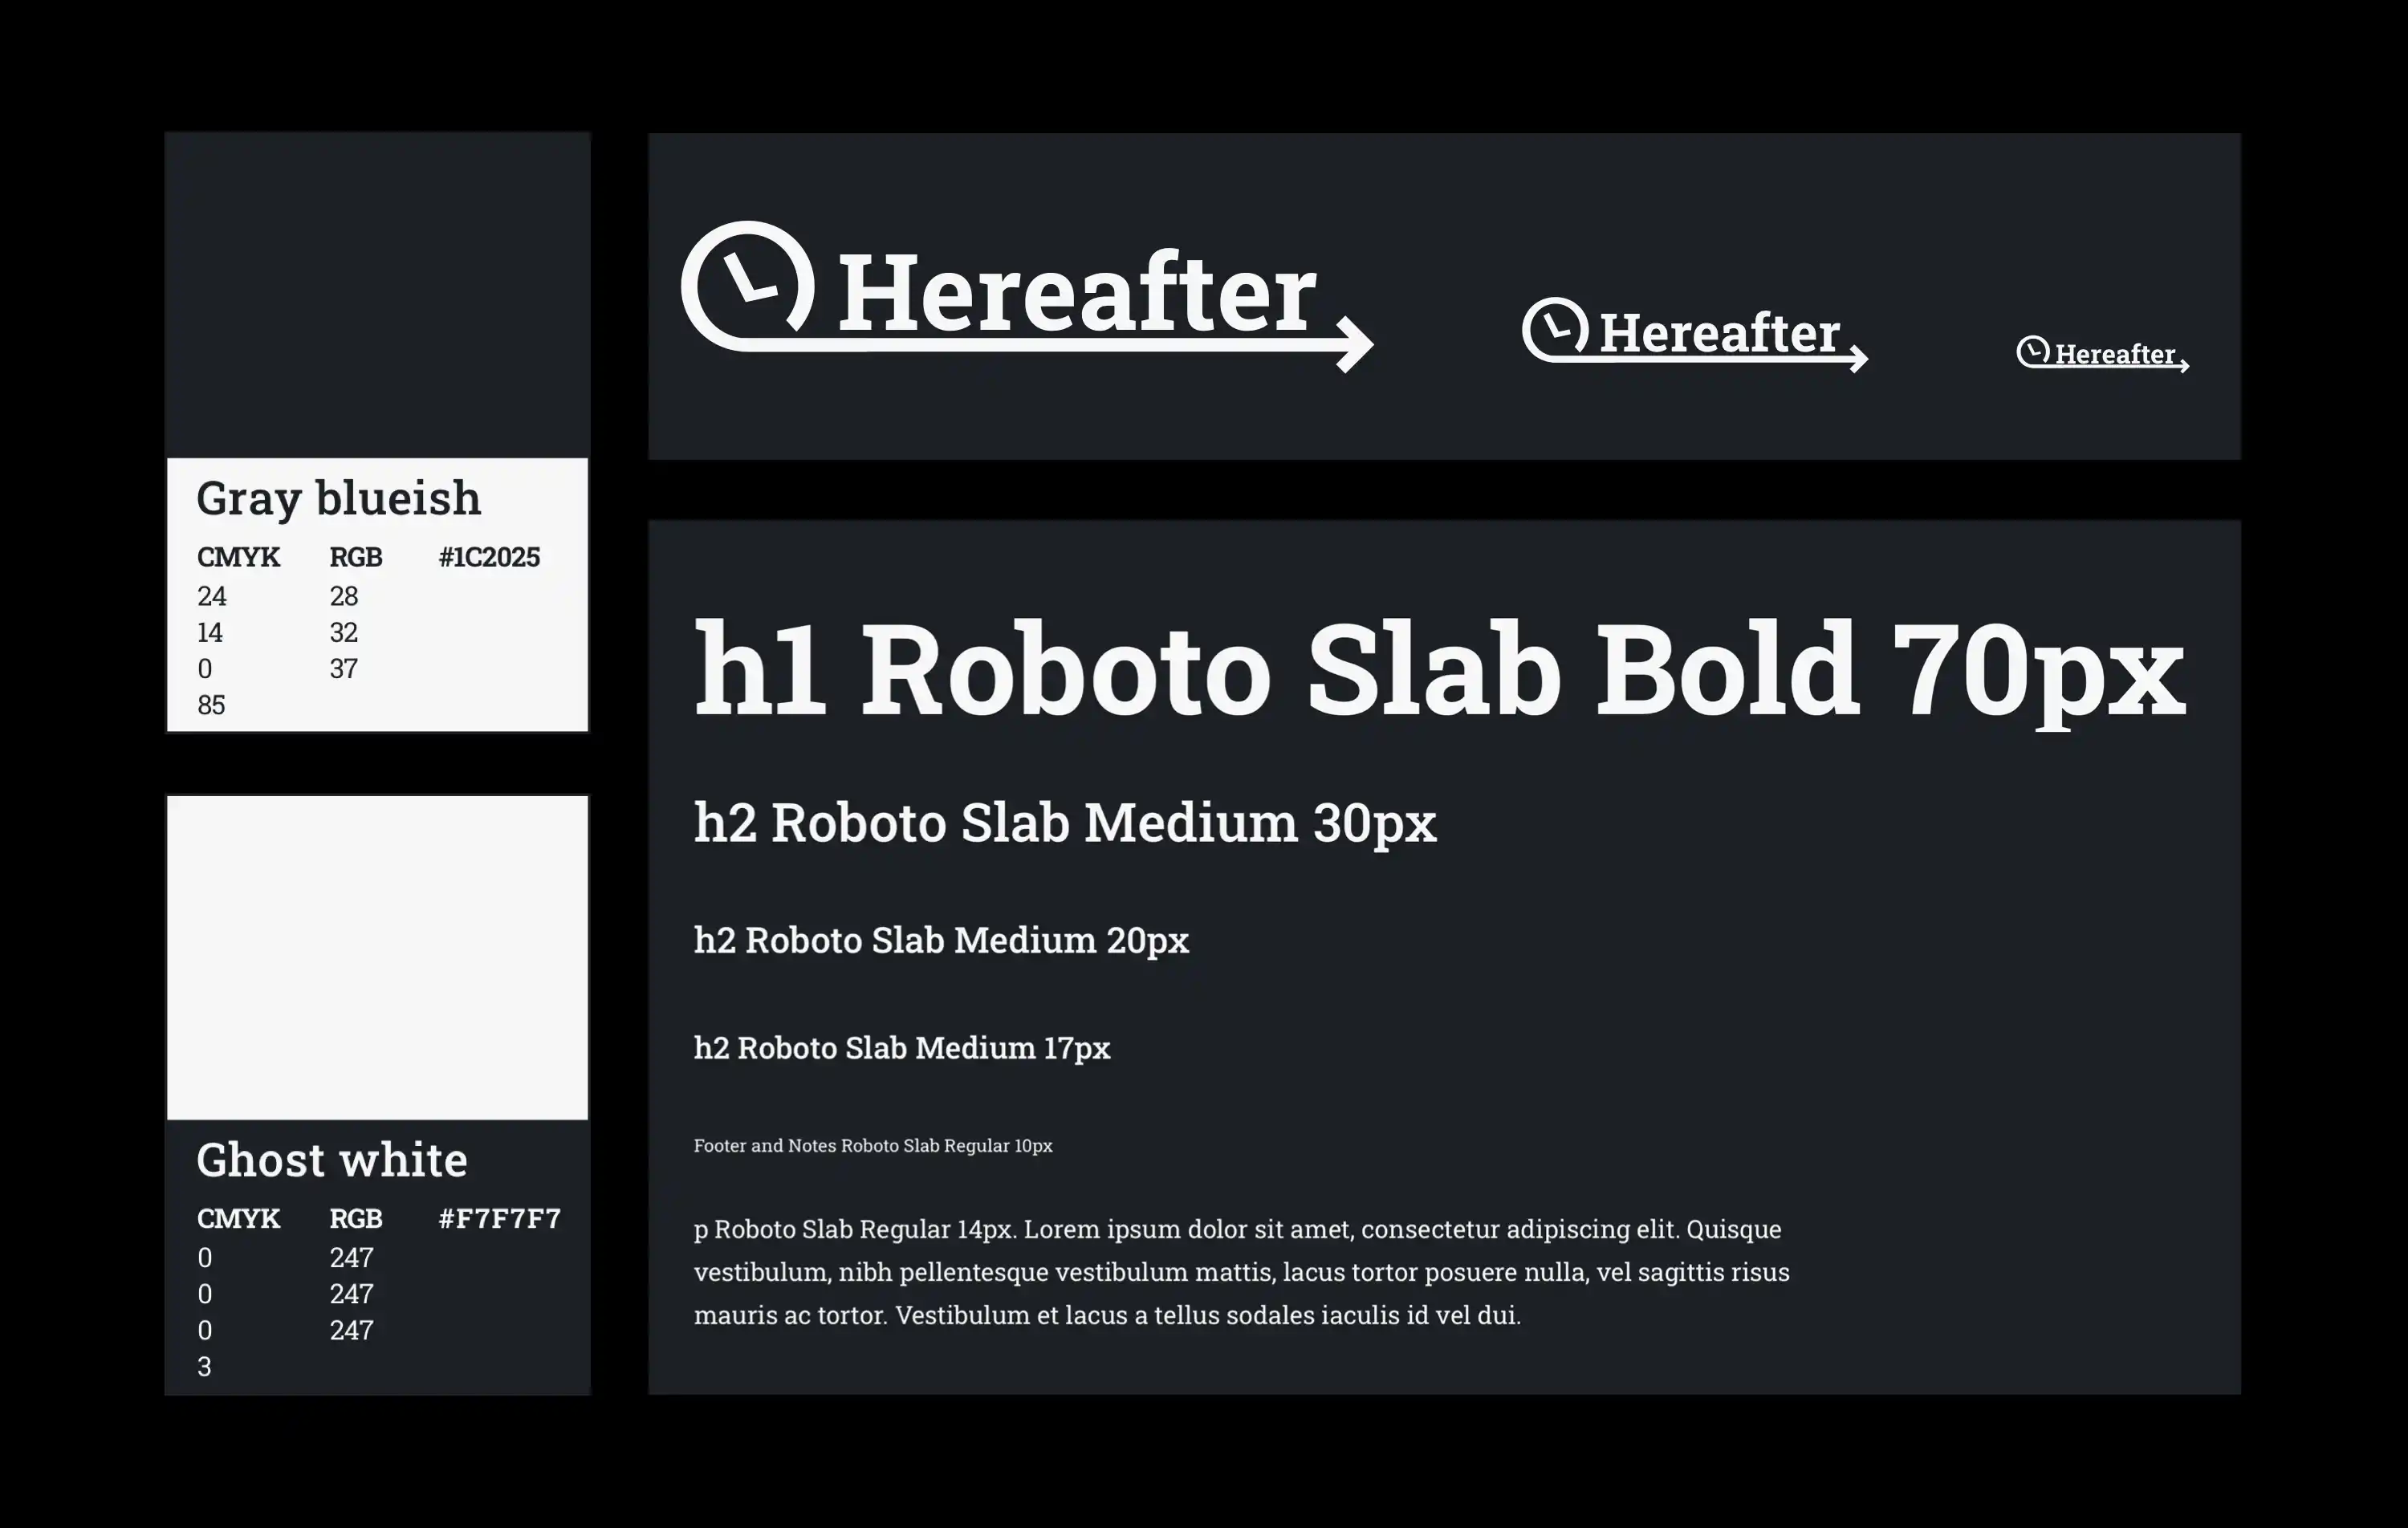 Gray blueish
CMYK RGB #1C2025
24 28
14 32
0 37
85
Ghost white
CMYK RGB #F7F7F7
0 247
0 247
0 247
3
Hereafter
Hereafter
Hereafter
h1 Roboto Slab Bold 70px
h2 Roboto Slab Medium 30px
h2 Roboto Slab Medium 20px
h2 Roboto Slab Medium 17px
Footer and Notes Roboto Slab Regular 10px
p Roboto Slab Regular 14px. Lorem ipsum dolor sit amet, consectetur adipiscing elit. Quisque
vestibulum, nibh pellentesque vestibulum mattis, lacus tortor posuere nulla, vel sagittis risus
mauris ac tortor. Vestibulum et lacus a tellus sodales iaculis id vel dui.